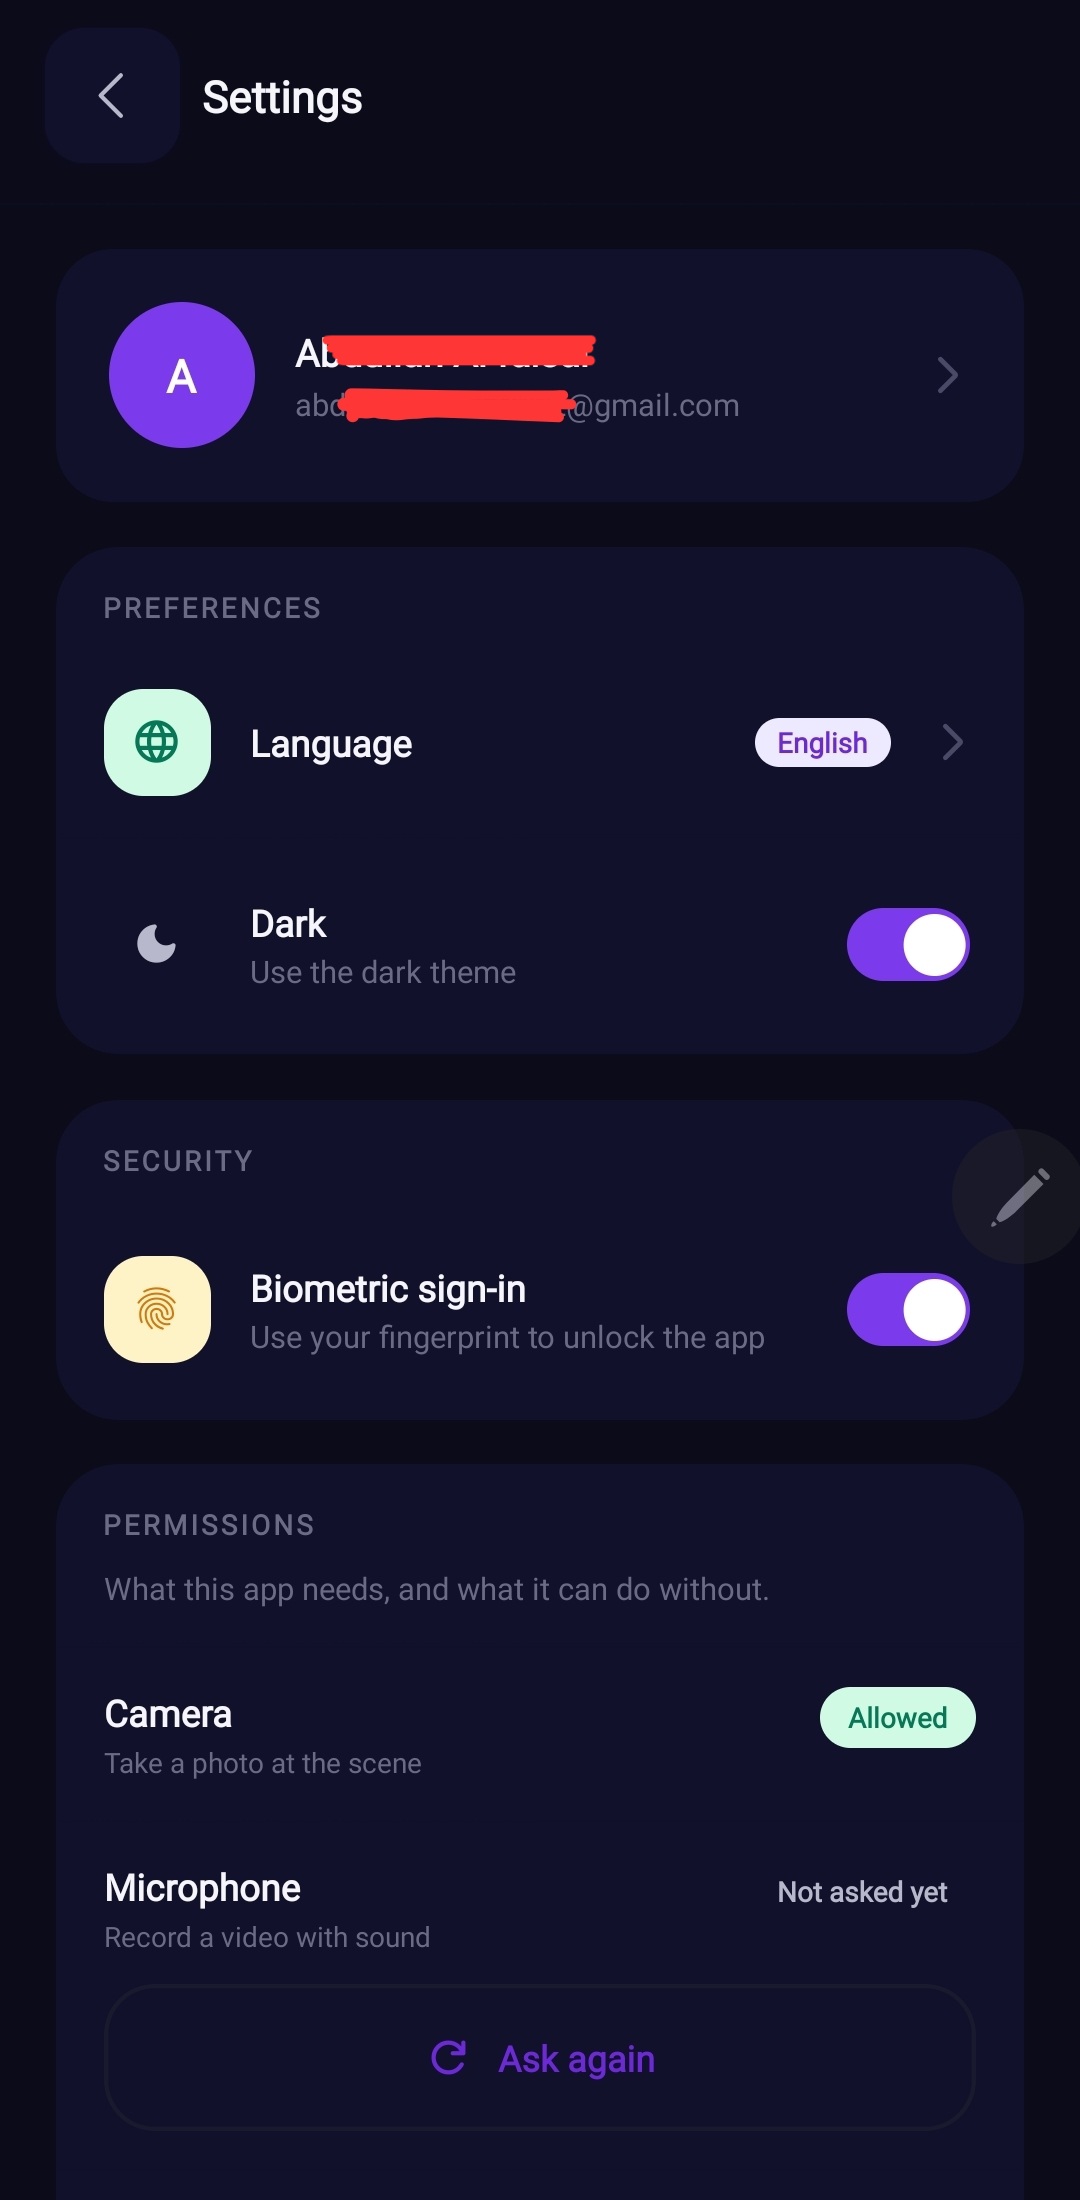 Settings
A
@gmail.com
PREFERENCES
Language
English
Dark
Use the dark theme
SECURITY
Biometric sign-in
Use your fingerprint to unlock the app
PERMISSIONS
What this app needs, and what it can do without.
Camera
Allowed
Take a photo at the scene
Microphone
Not asked yet
Record a video with sound
Ask again